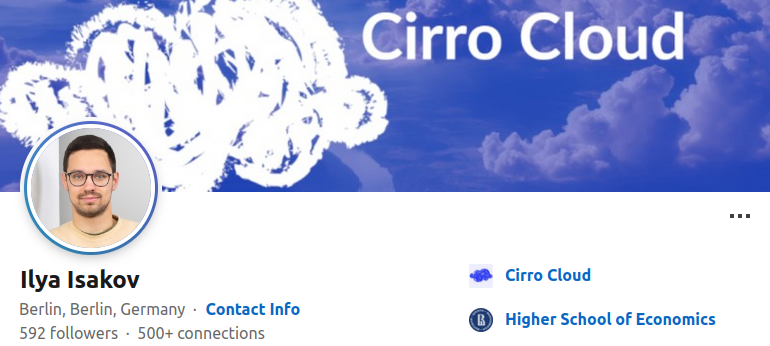 Cirro Cloud
Ilya Isakov
Berlin, Berlin, Germany · Contact Info
592 followers · 500+ connections
Cirro Cloud
Higher School of Economics